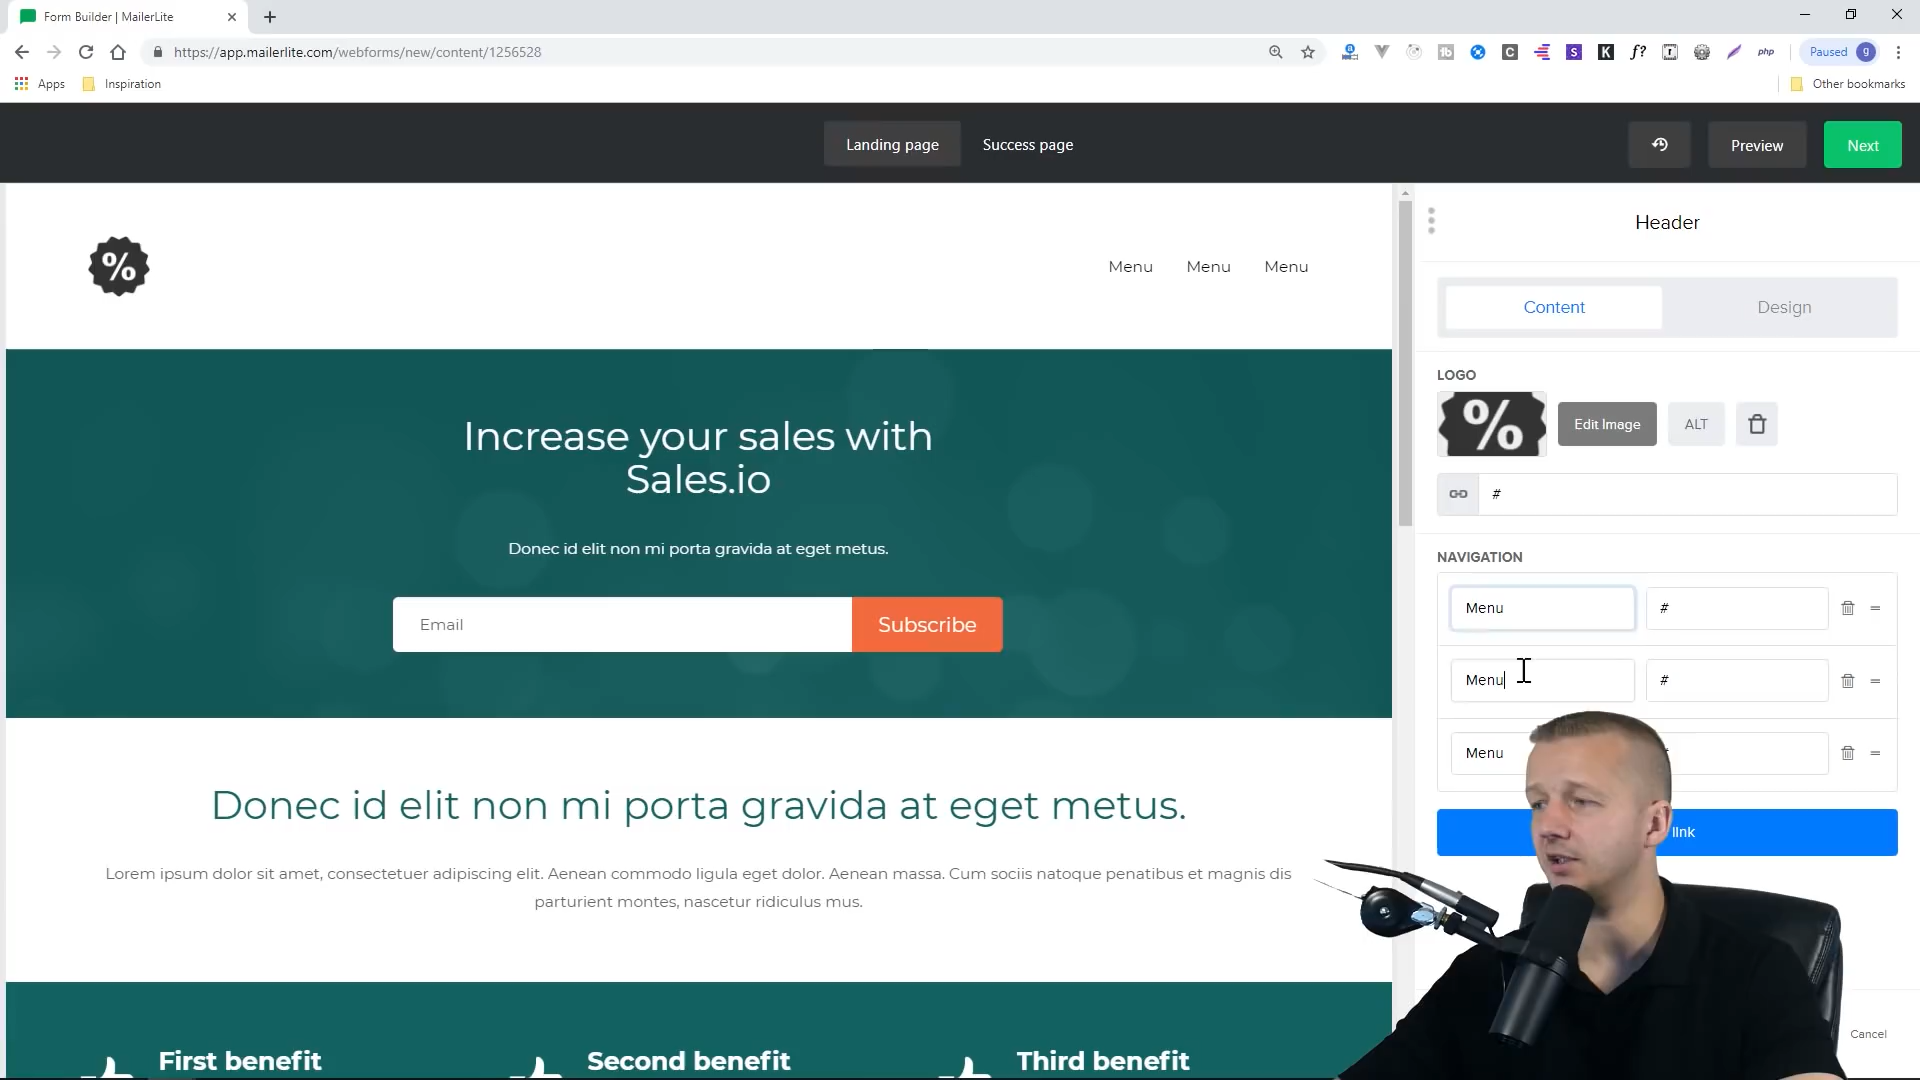 Form Builder | MailerLite
https://app.mailerlite.com/webforms/new/content/1256528
Paused g
Apps
Inspiration
Other bookmarks
Landing page
Success page
Preview
Next
%
Menu Menu Menu
Increase your sales with
Sales.io
Donec id elit non mi porta gravida at eget metus.
Email
Subscribe
Donec id elit non mi porta gravida at eget metus.
Lorem ipsum dolor sit amet, consectetuer adipiscing elit. Aenean commodo ligula eget dolor. Aenean massa. Cum sociis natoque penatibus et magnis dis
parturient montes, nascetur ridiculus mus.
First benefit
Second benefit
Third benefit
Header
Content
Design
LOGO
%
Edit Image
ALT
#
NAVIGATION
Menu #
Menu #
Menu
link
Cancel